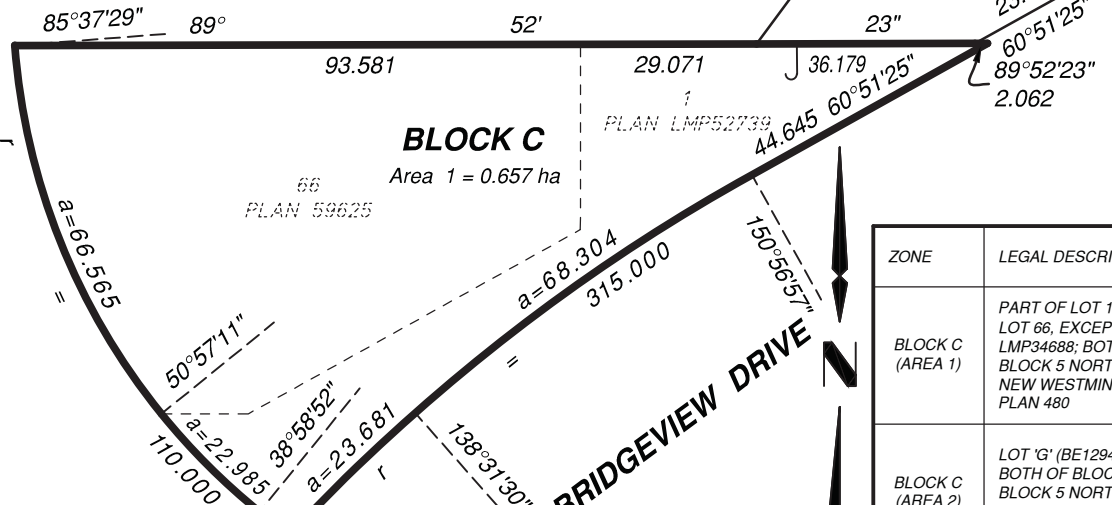 85°37'29"
89°
52'
23"
60°51'25"
93.581
29.071
36.179
60°51'25"
89°52'23"
2.062
44.645
1
PLAN LMP52739
BLOCK C
Area 1 = 0.657 ha
66
PLAN 59625
a=66.565
=
r
a=68.304
315.000
150°56'57"
=
50°57'11"
a=22.985
110.000
38°58'52"
a=23.681
r
138°31'30"
BRIDGEVIEW DRIVE
N
ZONE
LEGAL DESCRI
BLOCK C
(AREA 1)
PART OF LOT 1
LOT 66, EXCEP
LMP34688; BOT
BLOCK 5 NORT
NEW WESTMIN
PLAN 480
BLOCK C
(AREA 2)
LOT 'G' (BE1294
BOTH OF BLOC
BLOCK 5 NORT